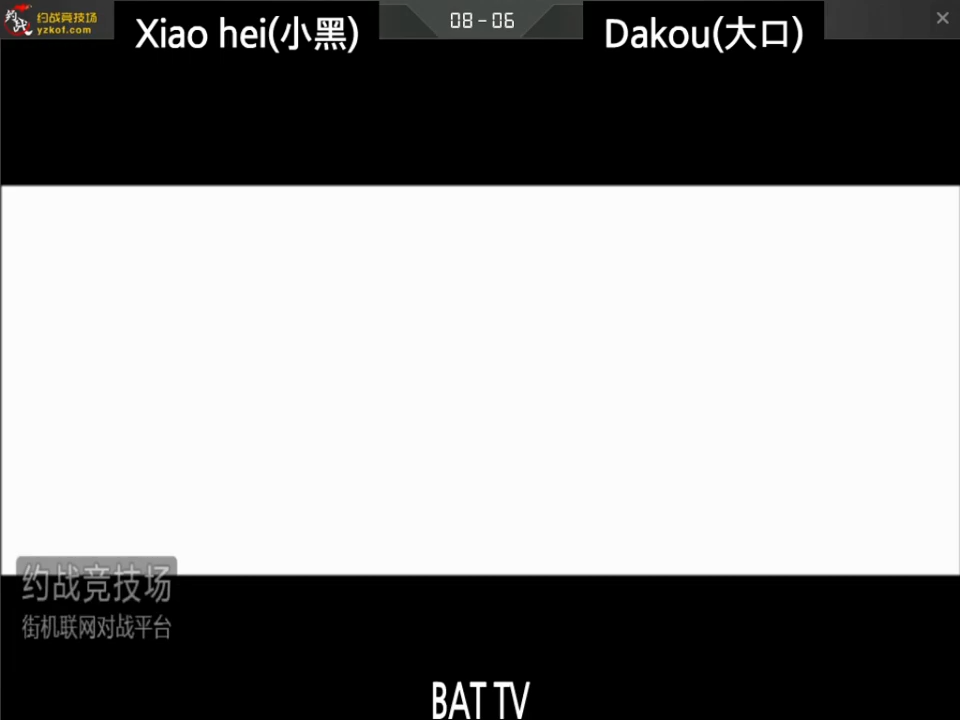 约战竞技场
yzkof.com
Xiao hei(小黑)
08-06
Dakou(大口)
约战竞技场
街机联网对战平台
BAT TV